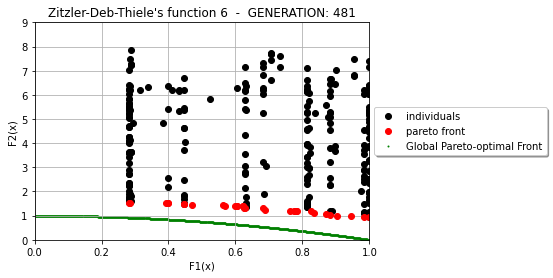 Zitzler-Deb-Thiele's function 6 - GENERATION: 481
9
8
7
6
5
4
3
2
1
0
F2(x)
0.0 0.2 0.4 0.6 0.8 1.0
F1(x)
individuals
pareto front
Global Pareto-optimal Front